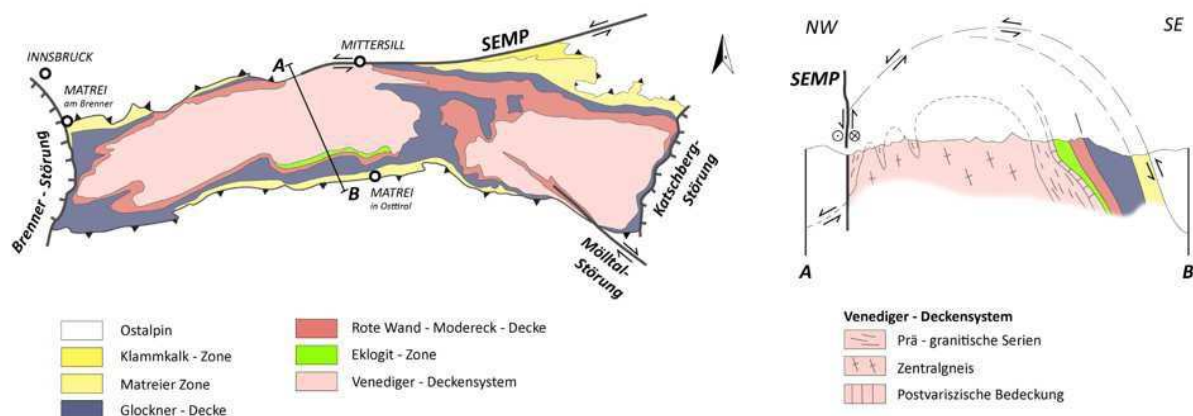 INNSBRUCK
MATREI
am Brenner
A
MITTERSILL
SEMP
B
MATREI
in Osttirol
Brenner - Störung
Katschberg-
Störung
Mölltal-
Störung
Ostalpin
Klammkalk - Zone
Matreier Zone
Glockner - Decke
Rote Wand - Modereck - Decke
Eklogit - Zone
Venediger - Deckensystem
NW
SE
SEMP
A
B
Venediger - Deckensystem
Prä - granitische Serien
Zentralgneis
Postvariszische Bedeckung